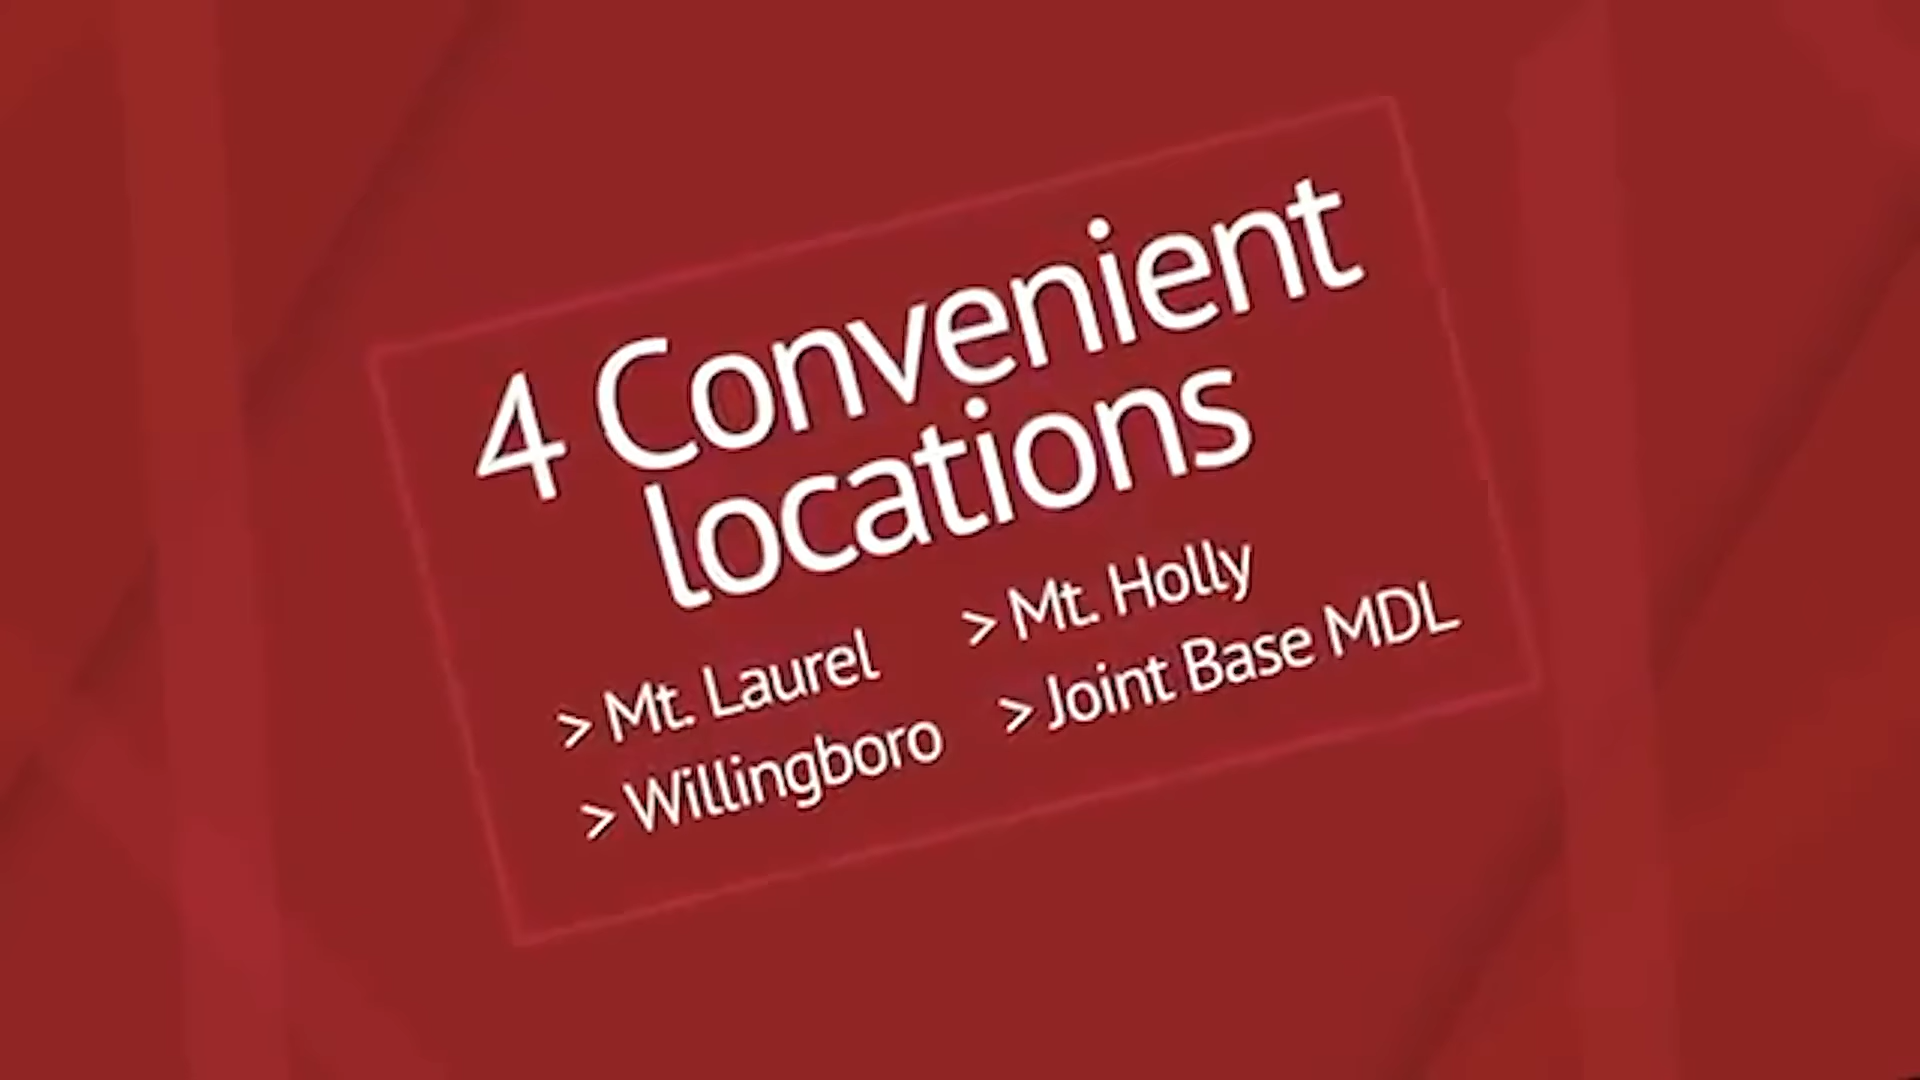 4 Convenient
locations
> Mt. Laurel
> Willingboro
> Mt. Holly
> Joint Base MDL